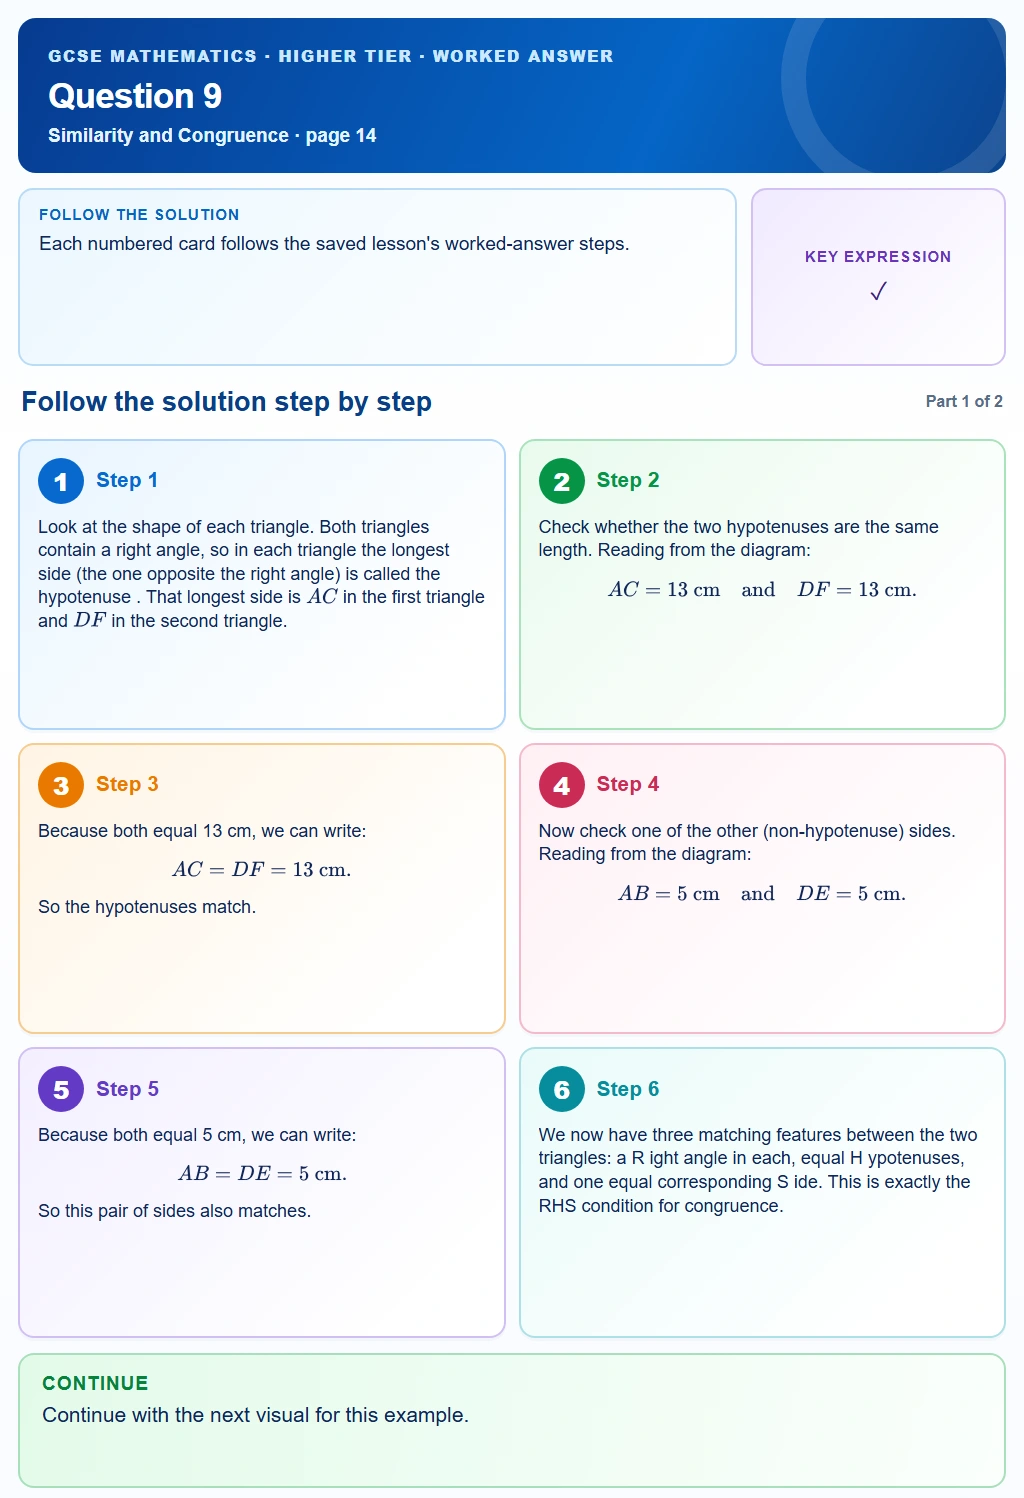 GCSE MATHEMATICS · HIGHER TIER · WORKED ANSWER
Question 9
Similarity and Congruence · page 14
FOLLOW THE SOLUTION
Each numbered card follows the saved lesson's worked-answer steps.
KEY EXPRESSION
✓
Follow the solution step by step
Part 1 of 2
1 Step 1
Look at the shape of each triangle. Both triangles
contain a right angle, so in each triangle the longest
side (the one opposite the right angle) is called the
hypotenuse . That longest side is AC in the first triangle
and DF in the second triangle.
2 Step 2
Check whether the two hypotenuses are the same
length. Reading from the diagram:
AC = 13 cm and DF = 13 cm.
3 Step 3
Because both equal 13 cm, we can write:
AC = DF = 13 cm.
So the hypotenuses match.
4 Step 4
Now check one of the other (non-hypotenuse) sides.
Reading from the diagram:
AB = 5 cm and DE = 5 cm.
5 Step 5
Because both equal 5 cm, we can write:
AB = DE = 5 cm.
So this pair of sides also matches.
6 Step 6
We now have three matching features between the two
triangles: a R ight angle in each, equal H ypotenuses,
and one equal corresponding S ide. This is exactly the
RHS condition for congruence.
CONTINUE
Continue with the next visual for this example.